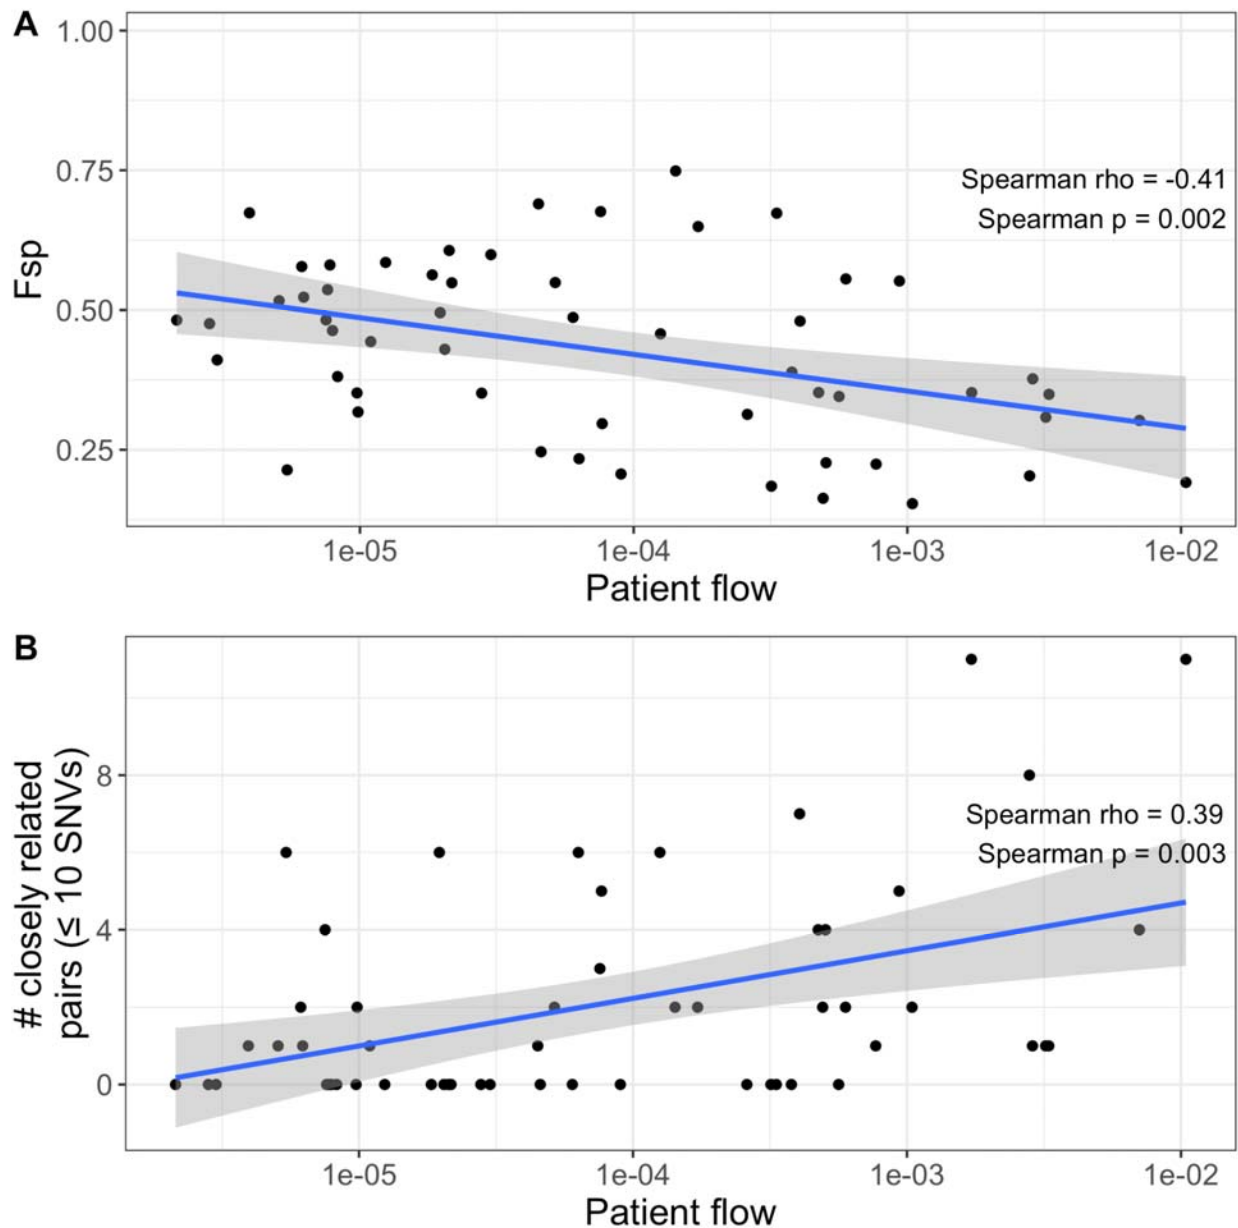 A
1.00
0.75
0.50
0.25
Fsp
Spearman rho = -0.41
Spearman p = 0.002
1e-05 1e-04 1e-03 1e-02
Patient flow
B
8
4
0
# closely related
pairs (≤ 10 SNVs)
Spearman rho = 0.39
Spearman p = 0.003
1e-05 1e-04 1e-03 1e-02
Patient flow